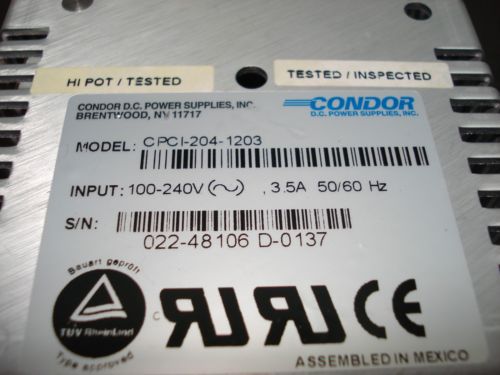 HI POT / TESTED
TESTED / INSPECTED
CONDOR D.C. POWER SUPPLIES, INC.
BRENTWOOD, NY 11717
CONDOR
D.C. POWER SUPPLIES, INC.
MODEL: CPCI-204-1203
INPUT: 100-240V (~) , 3.5A 50/60 Hz
S/N:
022-48106 D-0137
Bauart geprüft
TÜV Rheinland
Type approved
C RU RU CE
ASSEMBLED IN MEXICO